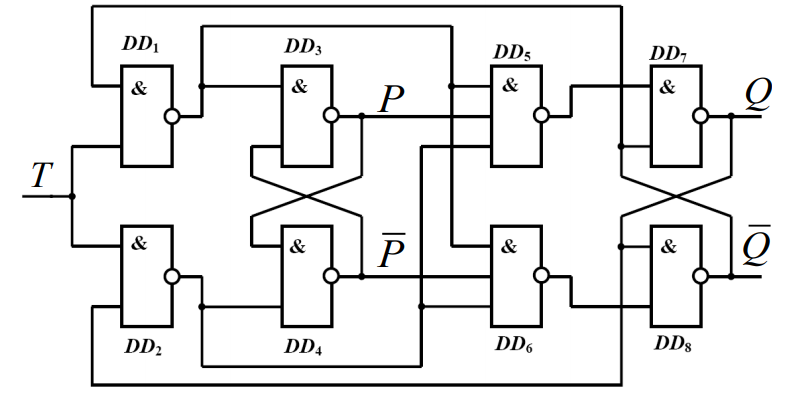 DD₁ DD₃ DD₅ DD₇
& & & &
P Q
T
& & & &
P̅ Q̅
DD₂ DD₄ DD₆ DD₈